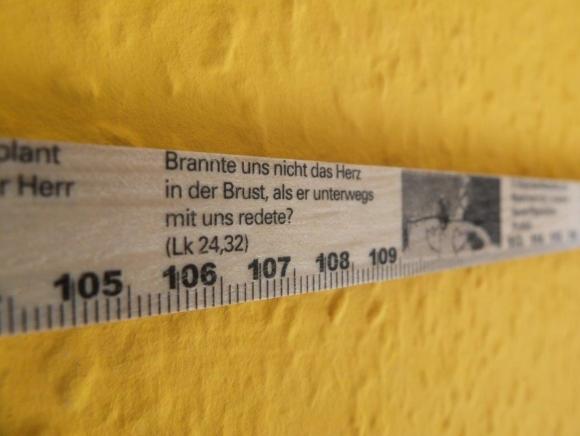 plant
r Herr
Brannte uns nicht das Herz
in der Brust, als er unterwegs
mit uns redete?
(Lk 24,32)
105 106 107 108 109